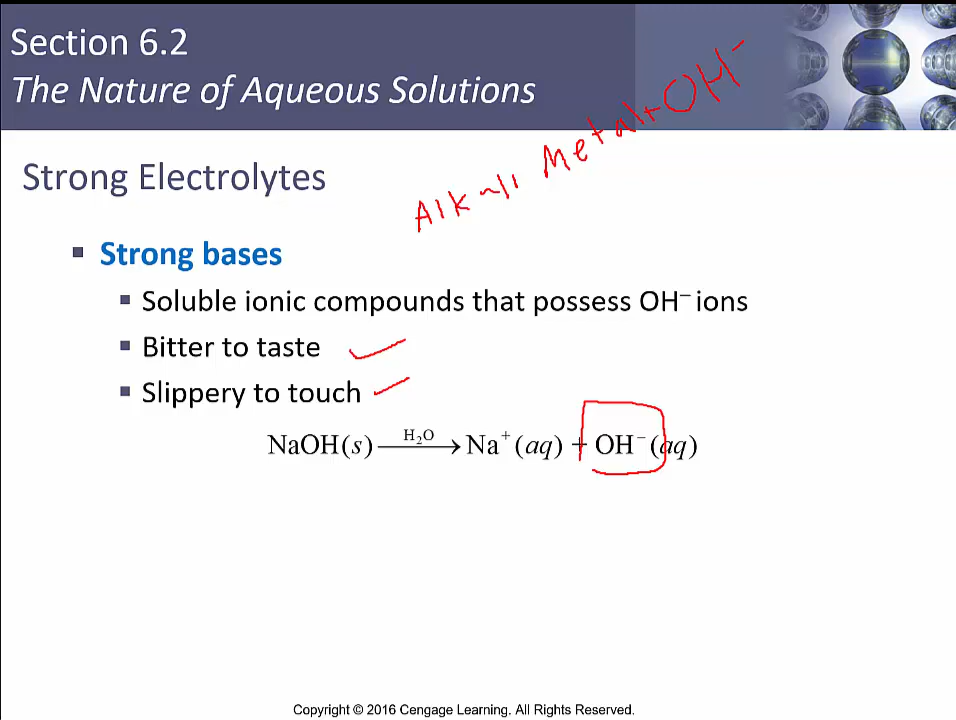 Section 6.2
The Nature of Aqueous Solutions
Alkali Metal + OH⁻
Strong Electrolytes
▪ Strong bases
▪ Soluble ionic compounds that possess OH⁻ ions
▪ Bitter to taste
▪ Slippery to touch
NaOH(s) —H₂O→ Na⁺(aq) + OH⁻(aq)
Copyright © 2016 Cengage Learning. All Rights Reserved.